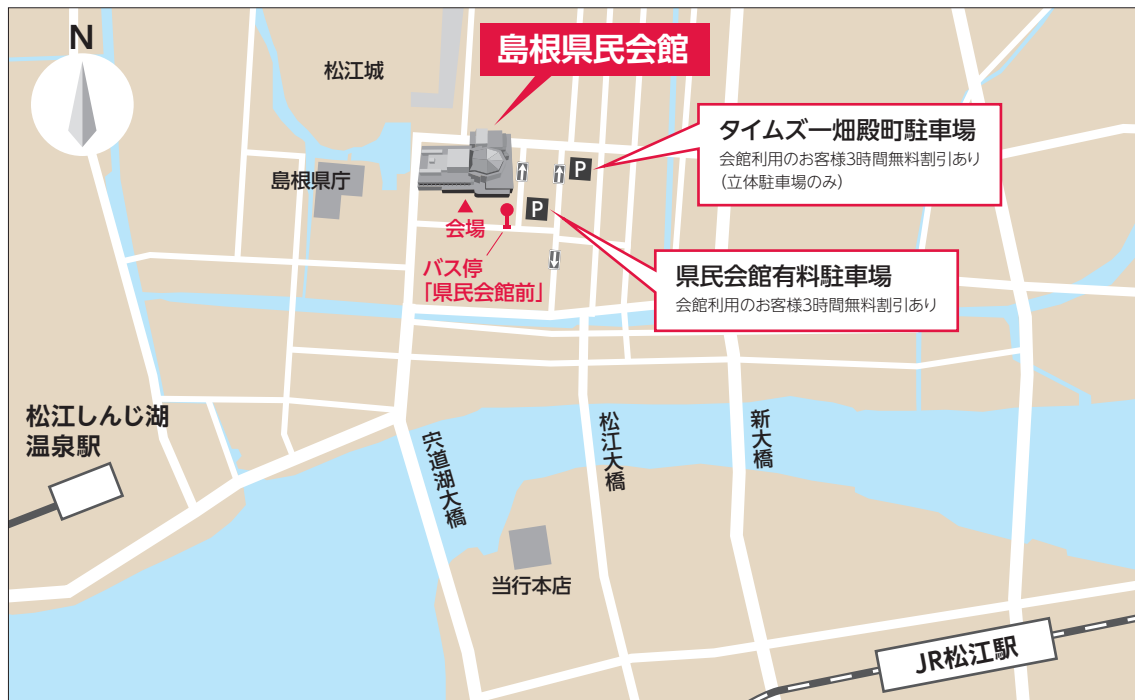 N
島根県民会館
松江城
タイムズ一畑殿町駐車場
会館利用のお客様3時間無料割引あり
(立体駐車場のみ)
島根県庁
P
P
会場
バス停
「県民会館前」
県民会館有料駐車場
会館利用のお客様3時間無料割引あり
松江しんじ湖
温泉駅
宍道湖大橋
松江大橋
新大橋
当行本店
JR松江駅